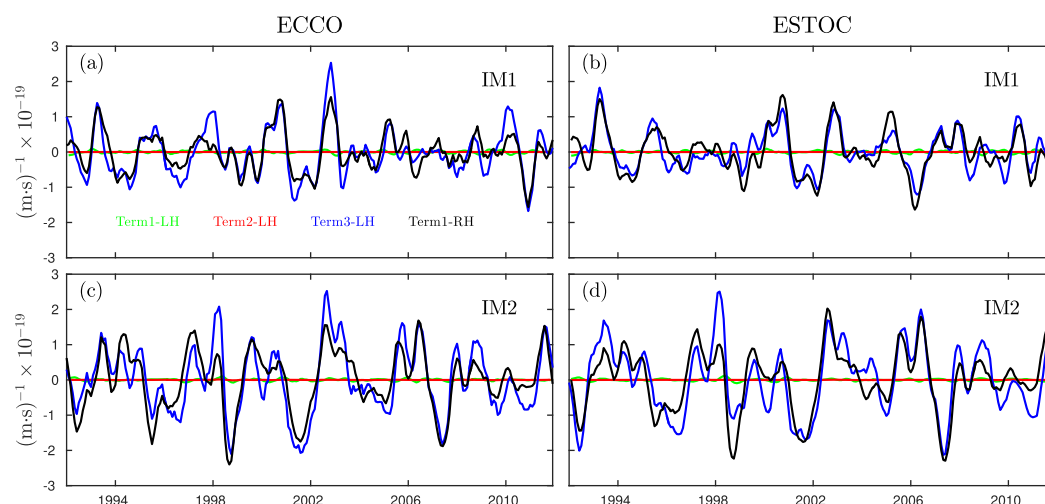 ECCO
ESTOC
(a)
IM1
(b)
IM1
3
2
1
0
-1
-2
-3
(m·s)⁻¹ × 10⁻¹⁹
Term1-LH
Term2-LH
Term3-LH
Term1-RH
(c)
IM2
(d)
IM2
3
2
1
0
-1
-2
-3
(m·s)⁻¹ × 10⁻¹⁹
1994
1998
2002
2006
2010
1994
1998
2002
2006
2010